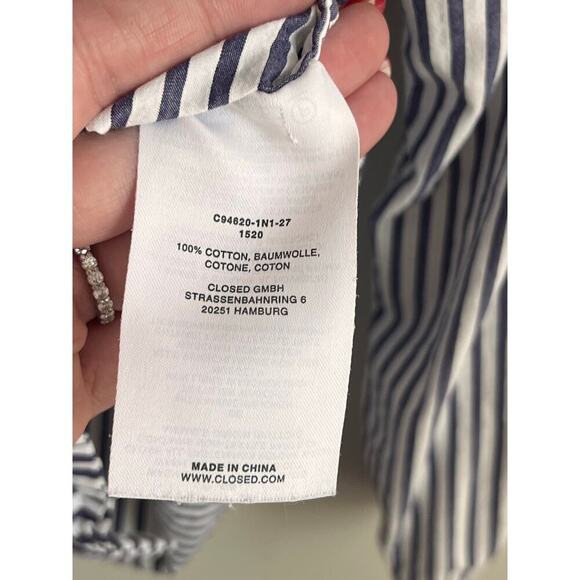 C94620-1N1-27
1520
100% COTTON, BAUMWOLLE,
COTONE, COTON
CLOSED GMBH
STRASSENBAHNRING 6
20251 HAMBURG
MADE IN CHINA
WWW.CLOSED.COM